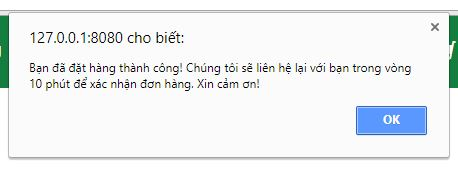 127.0.0.1:8080 cho biết:
Bạn đã đặt hàng thành công! Chúng tôi sẽ liên hệ lại với bạn trong vòng
10 phút để xác nhận đơn hàng. Xin cảm ơn!
OK